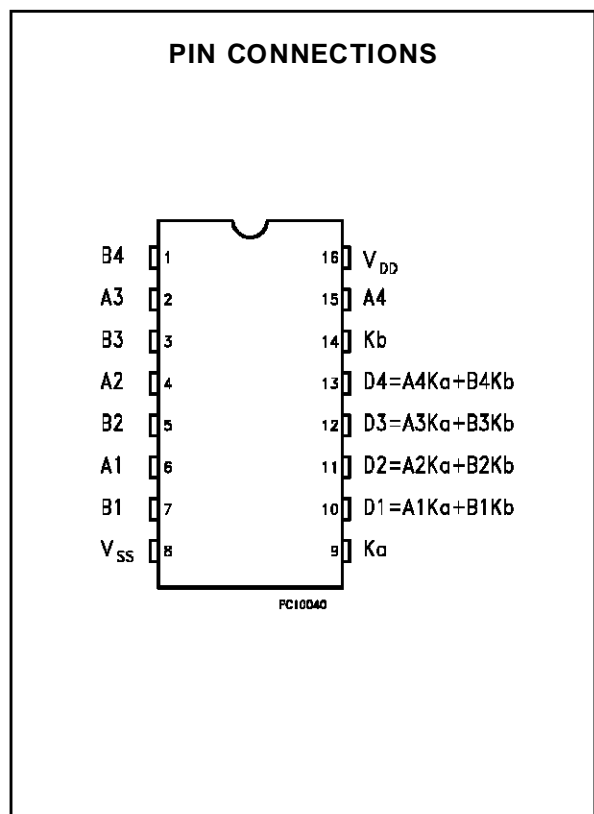 PIN CONNECTIONS
B4 1 16 VDD
A3 2 15 A4
B3 3 14 Kb
A2 4 13 D4=A4Ka+B4Kb
B2 5 12 D3=A3Ka+B3Kb
A1 6 11 D2=A2Ka+B2Kb
B1 7 10 D1=A1Ka+B1Kb
VSS 8 9 Ka
PC10040